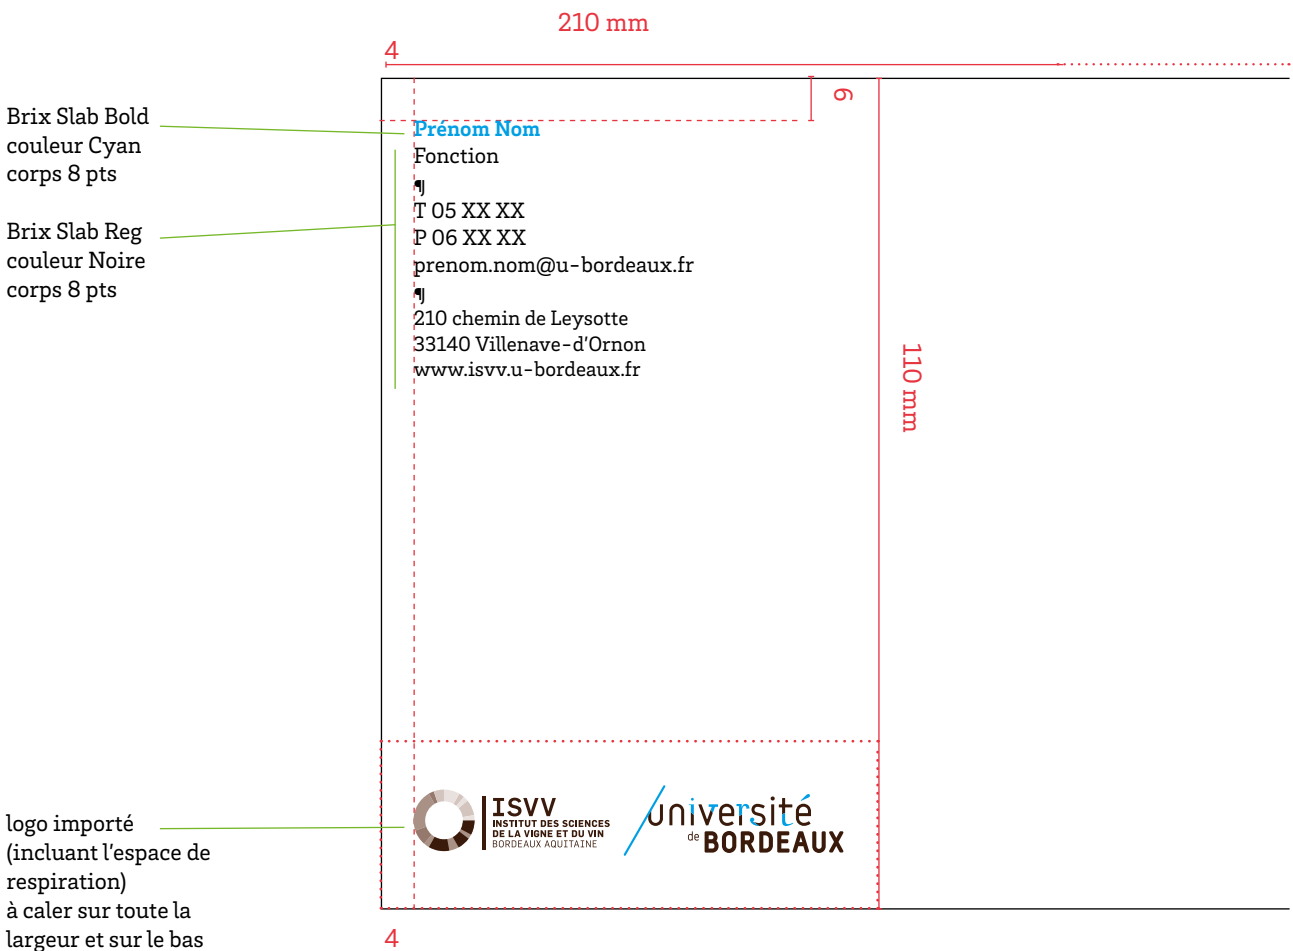 210 mm
4
6
Brix Slab Bold
couleur Cyan
corps 8 pts
Brix Slab Reg
couleur Noire
corps 8 pts
Prénom Nom
Fonction
¶
T 05 XX XX
P 06 XX XX
prenom.nom@u-bordeaux.fr
¶
210 chemin de Leysotte
33140 Villenave-d'Ornon
www.isvv.u-bordeaux.fr
110 mm
logo importé
(incluant l'espace de
respiration)
à caler sur toute la
largeur et sur le bas
ISVV
INSTITUT DES SCIENCES
DE LA VIGNE ET DU VIN
BORDEAUX AQUITAINE
université
de BORDEAUX
4